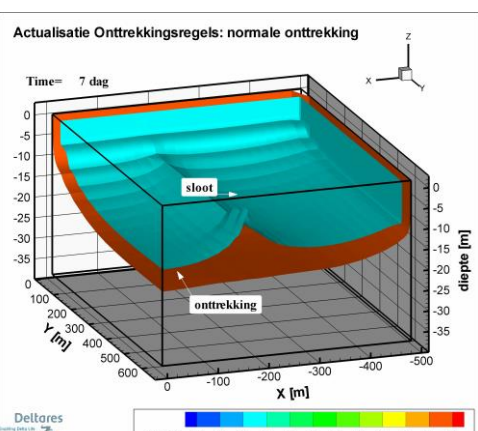 Actualisatie Onttrekkingsregels: normale onttrekking
Time= 7 dag
Z
X
Y
0
-5
-10
-15
-20
-25
-30
-35
sloot
onttrekking
0
-5
-10
-15
-20
-25
-30
-35
diepte [m]
0
100
200
300
400
500
600
Y [m]
0
-100
-200
-300
-400
-500
X [m]
Deltares